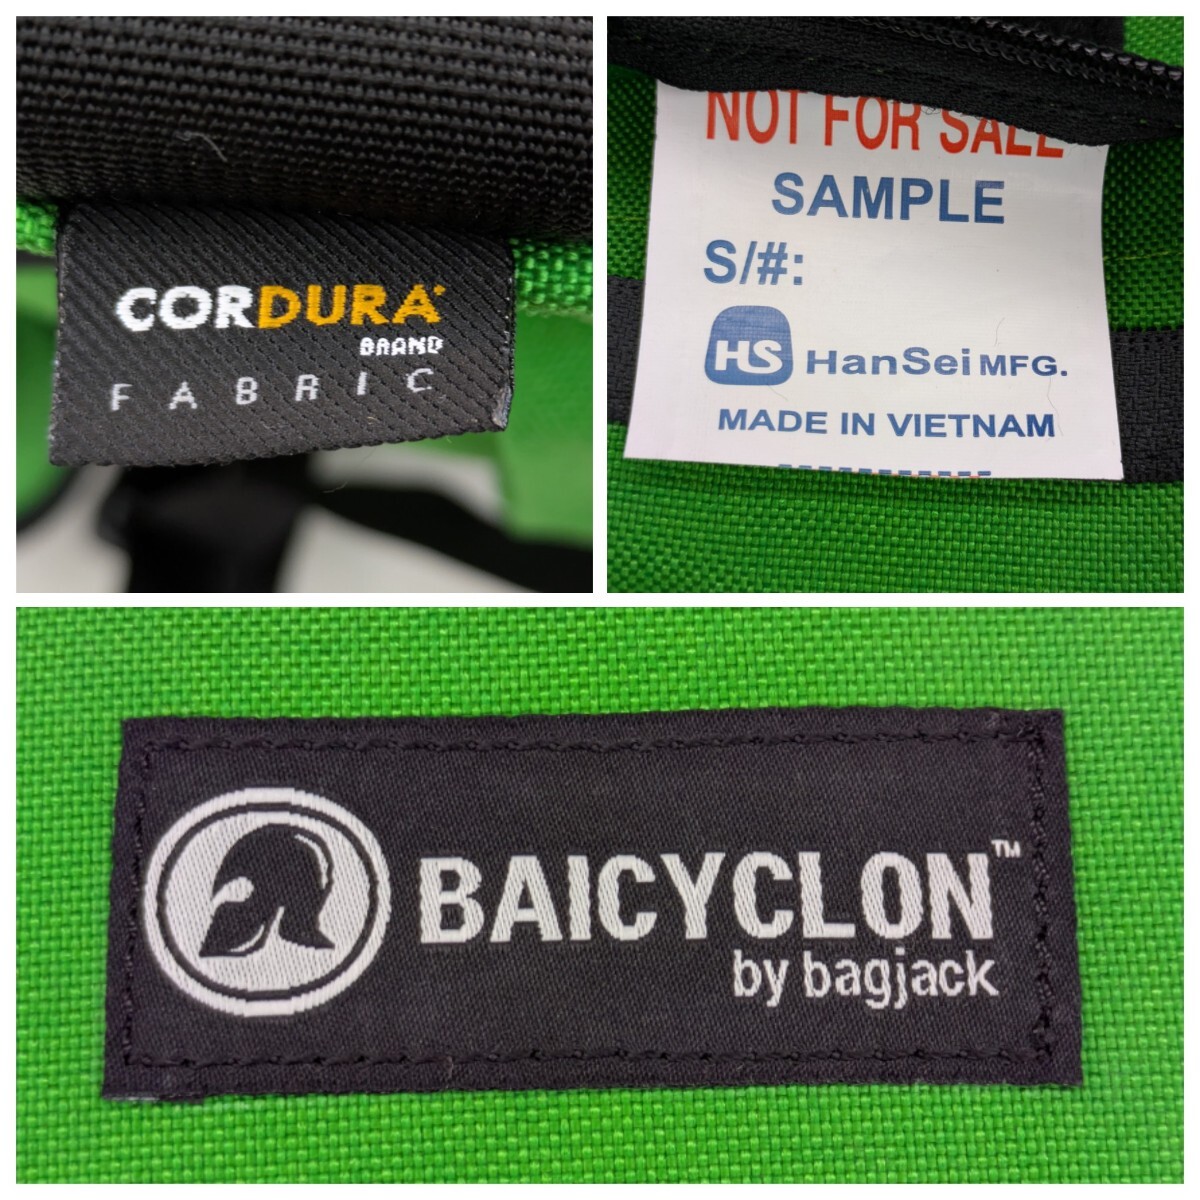 CORDURA
BRAND
FABRIC
NOT FOR SALE
SAMPLE
S/#:
HS HanSei MFG.
MADE IN VIETNAM
BAICYCLON™
by bagjack